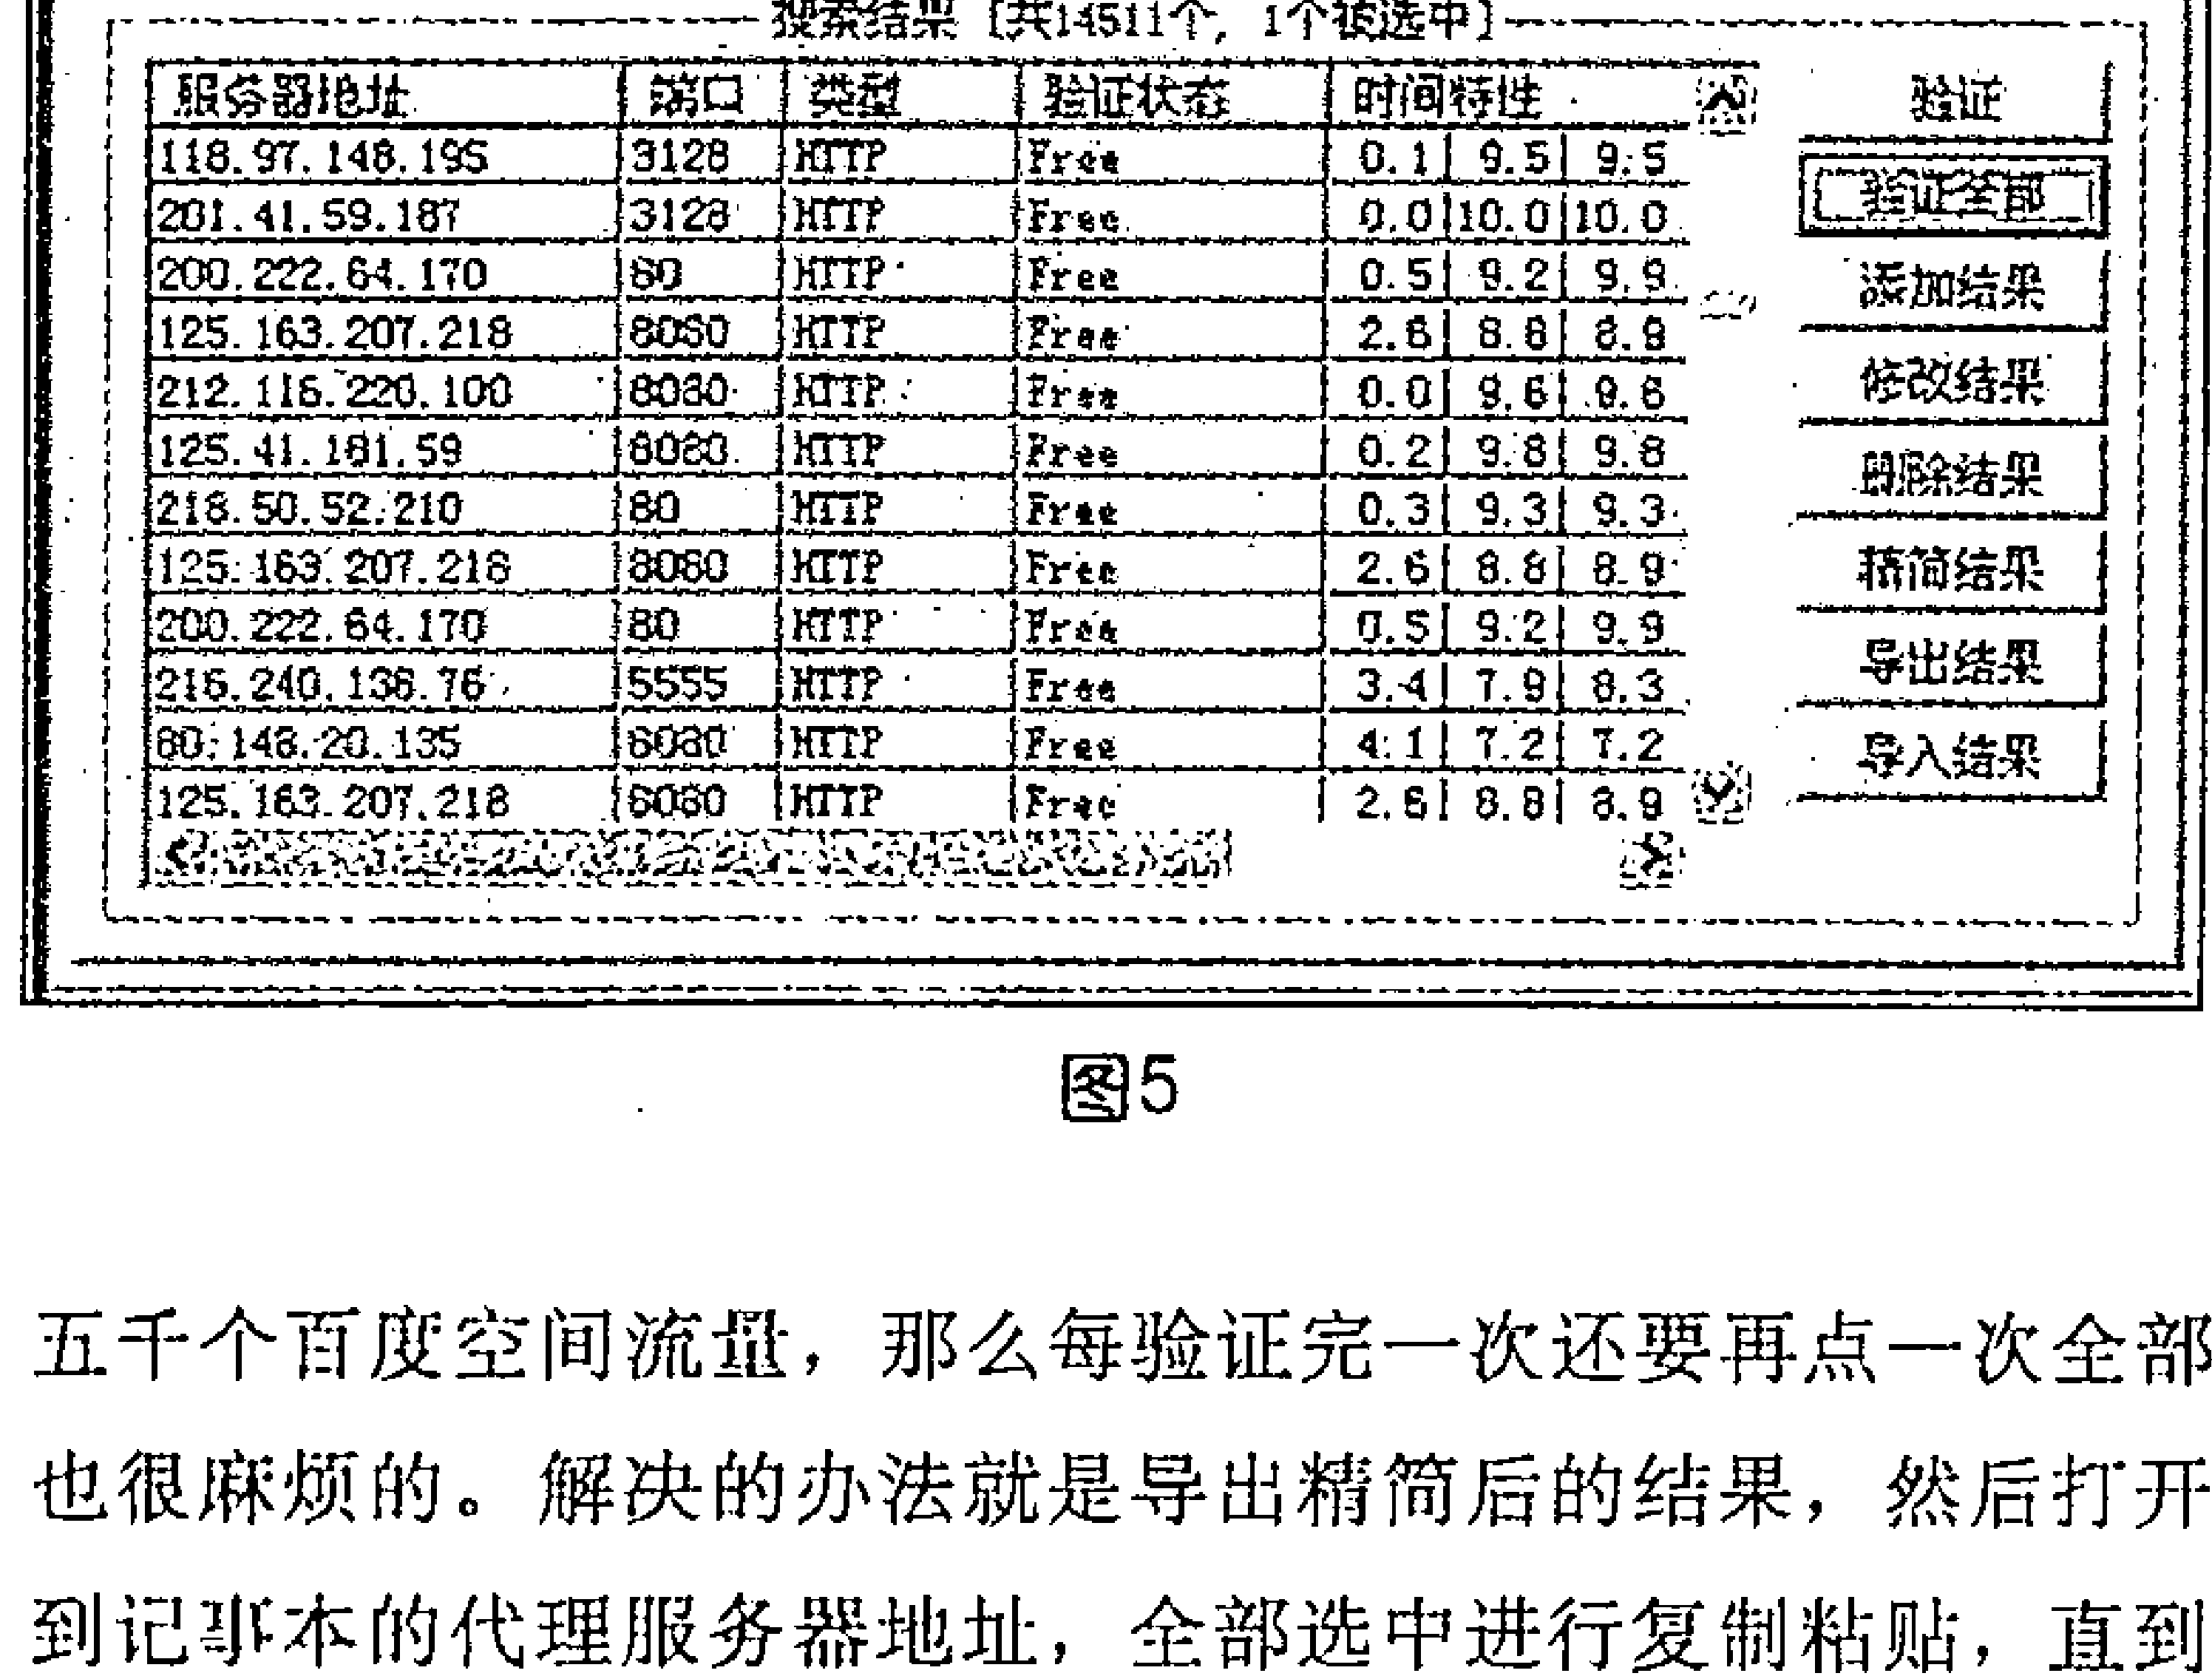 搜索结果 [共14511个, 1个被选中]
服务器地址 端口 类型 验证状态 时间特性
118.97.148.195 3128 HTTP Free 0.1 9.5 9.5
201.41.59.187 3128 HTTP Free 0.0 10.0 10.0
200.222.64.170 80 HTTP Free 0.5 9.2 9.9
125.163.207.218 8080 HTTP Free 2.6 8.8 8.9
212.116.220.100 8080 HTTP Free 0.0 9.6 9.6
125.41.181.59 8080 HTTP Free 0.2 9.8 9.8
218.50.52.210 80 HTTP Free 0.3 9.3 9.3
125.163.207.218 8080 HTTP Free 2.6 8.8 8.9
200.222.64.170 80 HTTP Free 0.5 9.2 9.9
216.240.136.76 5555 HTTP Free 3.4 7.9 8.3
80.148.20.135 8080 HTTP Free 4.1 7.2 7.2
125.163.207.218 8080 HTTP Free 2.6 8.8 8.9
验证
验证全部
添加结果
修改结果
删除结果
精简结果
导出结果
导入结果
图5
五千个百度空间流量，那么每验证完一次还要再点一次全部
也很麻烦的。解决的办法就是导出精简后的结果，然后打开
到记事本的代理服务器地址，全部选中进行复制粘贴，直到